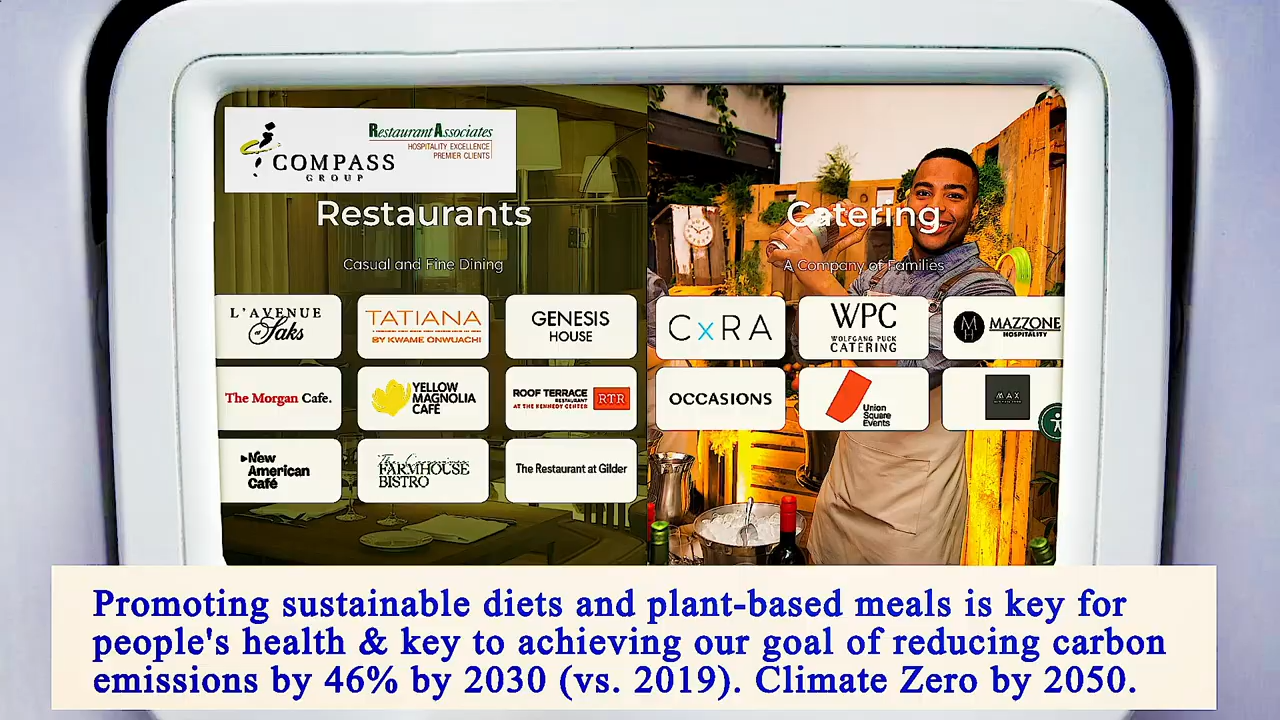 COMPASS
GROUP
Restaurant Associates
HOSPITALITY EXCELLENCE
PREMIER CLIENTS
Restaurants
Casual and Fine Dining
L'AVENUE
Saks
TATIANA
BY KWAME ONWUACHI
GENESIS
HOUSE
The Morgan Cafe.
YELLOW
MAGNOLIA
CAFÉ
ROOF TERRACE
RESTAURANT
AT THE KENNEDY CENTER
RTR
New
American
Café
FARMHOUSE
BISTRO
The Restaurant at Gilder
Catering
A Company of Families
CxRA
WPC
WOLFGANG PUCK
CATERING
MH
MAZZONE
HOSPITALITY
OCCASIONS
Union
Square
Events
MAX
Promoting sustainable diets and plant-based meals is key for
people's health & key to achieving our goal of reducing carbon
emissions by 46% by 2030 (vs. 2019). Climate Zero by 2050.